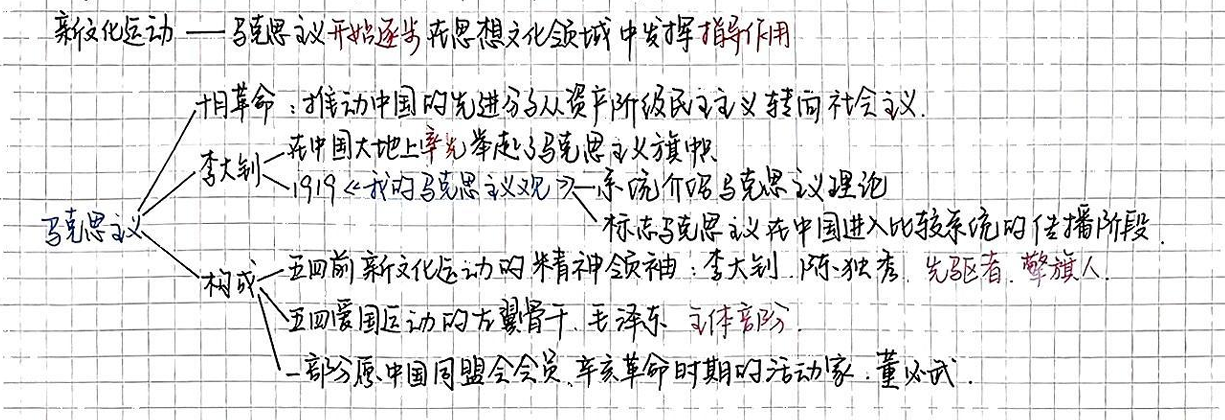 新文化运动——马克思主义开始逐步在思想文化领域中发挥指导作用
十月革命：推动中国的先进分子从资产阶级民主主义转向社会主义.
在中国大地上率先举起了马克思主义旗帜
李大钊
1919《我的马克思主义观》—系统介绍马克思主义理论
标志马克思主义在中国进入比较系统的传播阶段.
马克思主义
构成
五四前新文化运动的精神领袖：李大钊.陈独秀.先驱者.擎旗人.
五四爱国运动的左翼骨干.毛泽东 主体部分.
一部分原中国同盟会会员、辛亥革命时期的活动家.董必武.